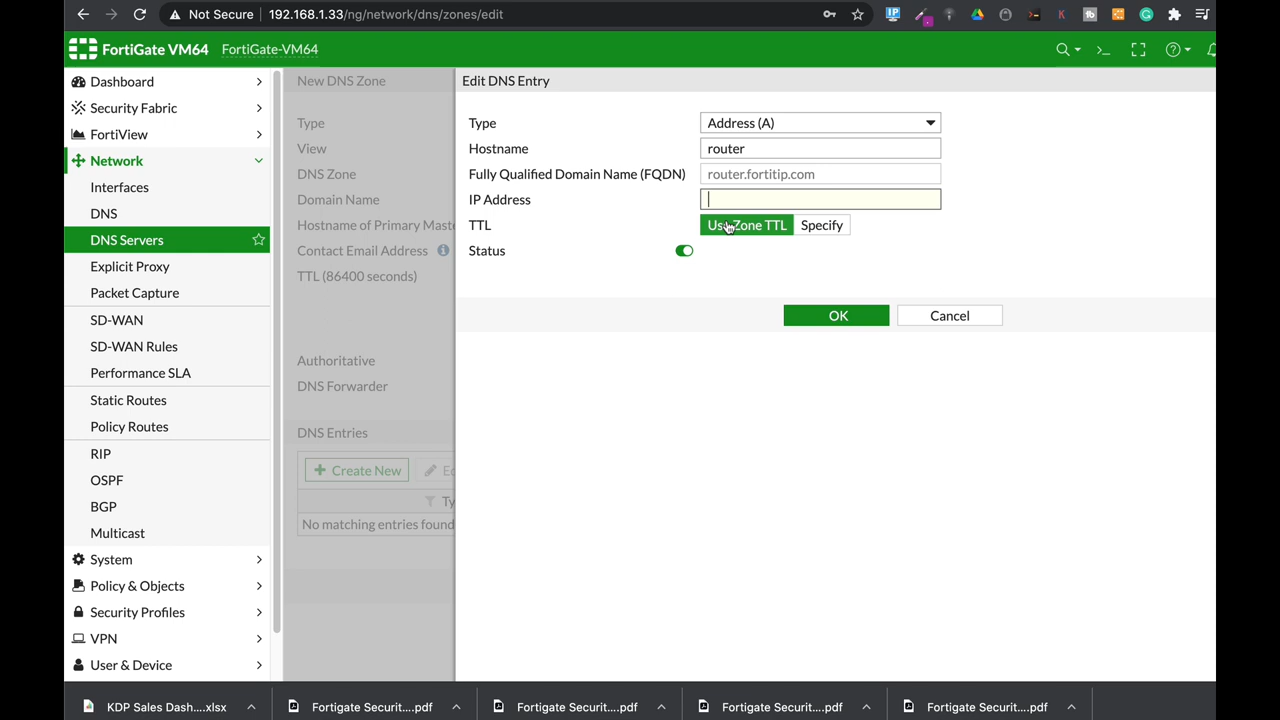 Not Secure 192.168.1.33/ng/network/dns/zones/edit
FortiGate VM64 FortiGate-VM64
Dashboard
Security Fabric
FortiView
Network
Interfaces
DNS
DNS Servers
Explicit Proxy
Packet Capture
SD-WAN
SD-WAN Rules
Performance SLA
Static Routes
Policy Routes
RIP
OSPF
BGP
Multicast
System
Policy & Objects
Security Profiles
VPN
User & Device
New DNS Zone
Type
View
DNS Zone
Domain Name
Hostname of Primary Maste
Contact Email Address
TTL (86400 seconds)
Authoritative
DNS Forwarder
DNS Entries
Create New Ed
Ty
No matching entries found
Edit DNS Entry
Type Address (A)
Hostname router
Fully Qualified Domain Name (FQDN) router.fortitip.com
IP Address
TTL Use Zone TTL Specify
Status
OK Cancel
KDP Sales Dash....xlsx Fortigate Securit....pdf Fortigate Securit....pdf Fortigate Securit....pdf Fortigate Securit....pdf